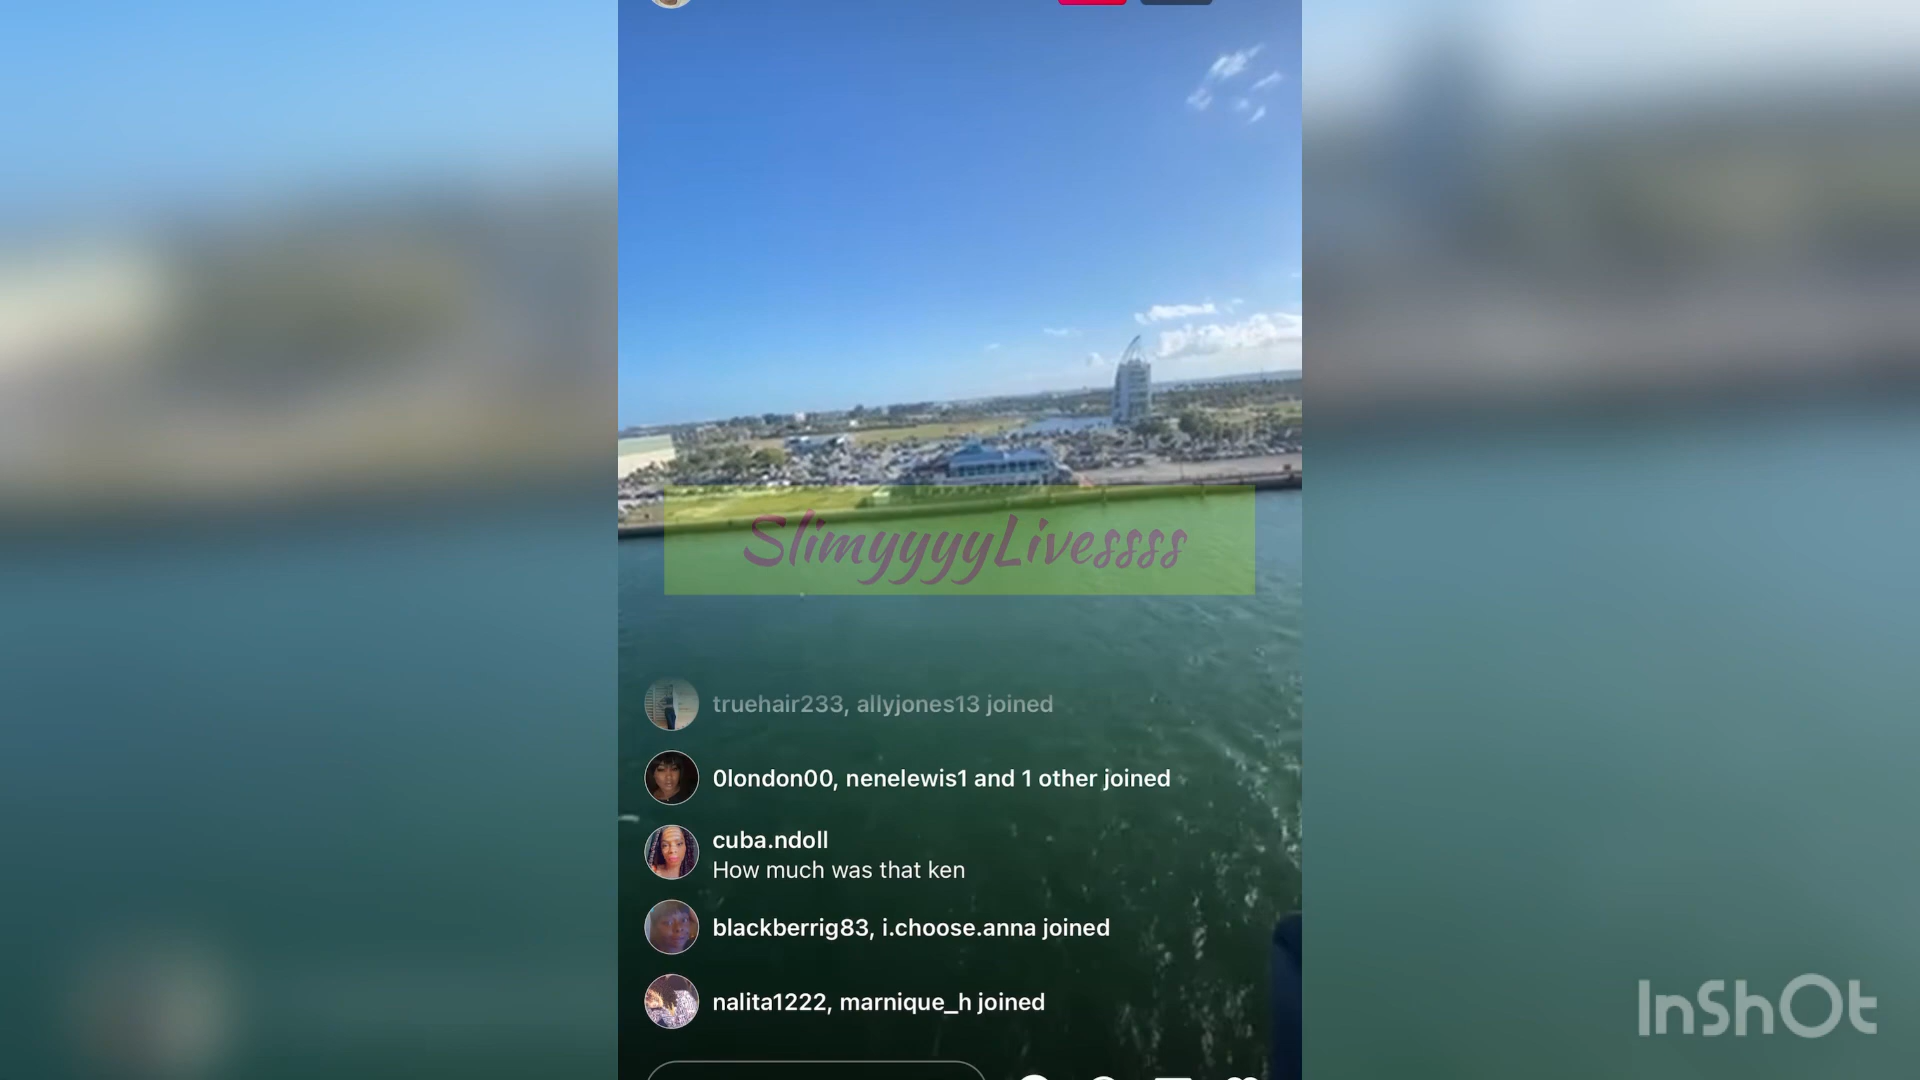 SlimyyyyLivessss
truehair233, allyjones13 joined
0london00, nenelewis1 and 1 other joined
cuba.ndoll
How much was that ken
blackberrig83, i.choose.anna joined
nalita1222, marnique_h joined
InShOt